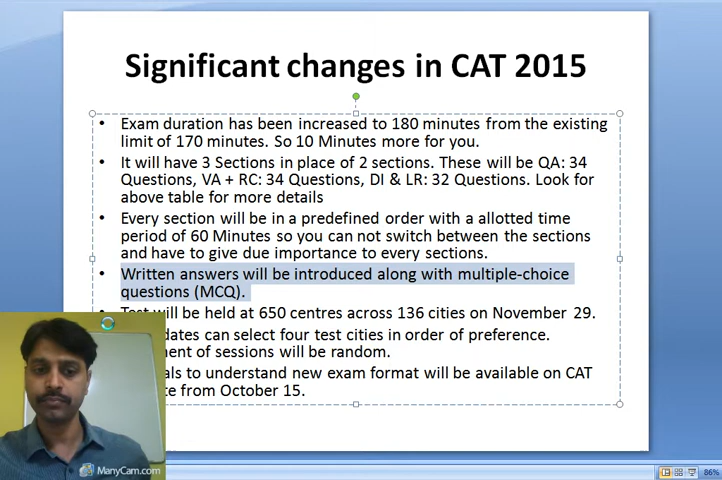 Significant changes in CAT 2015
• Exam duration has been increased to 180 minutes from the existing
limit of 170 minutes. So 10 Minutes more for you.
• It will have 3 Sections in place of 2 sections. These will be QA: 34
Questions, VA + RC: 34 Questions, DI & LR: 32 Questions. Look for
above table for more details
• Every section will be in a predefined order with a allotted time
period of 60 Minutes so you can not switch between the sections
and have to give due importance to every sections.
• Written answers will be introduced along with multiple-choice
questions (MCQ).
Test will be held at 650 centres across 136 cities on November 29.
can select four test cities in order of preference.
of sessions will be random.
to understand new exam format will be available on CAT
from October 15.
ManyCam.com
86%